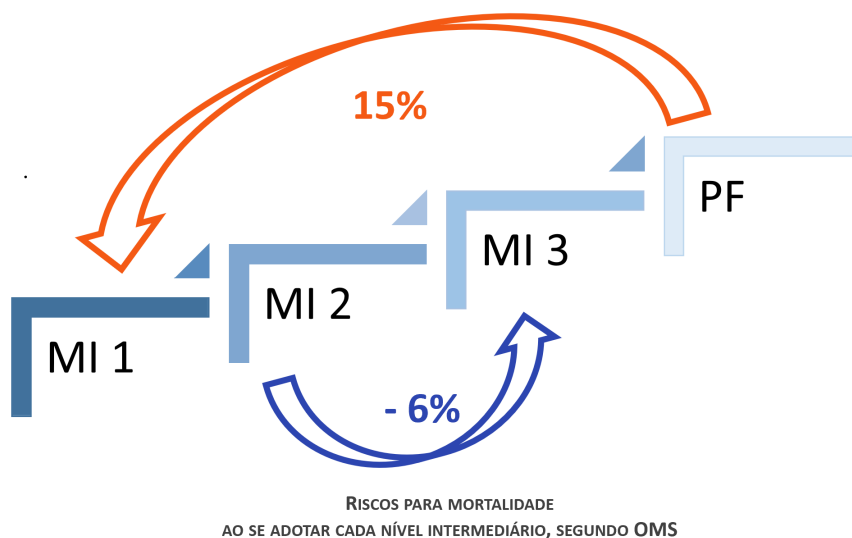 15%
PF
MI 3
MI 2
MI 1
- 6%
RISCOS PARA MORTALIDADE
AO SE ADOTAR CADA NÍVEL INTERMEDIÁRIO, SEGUNDO OMS